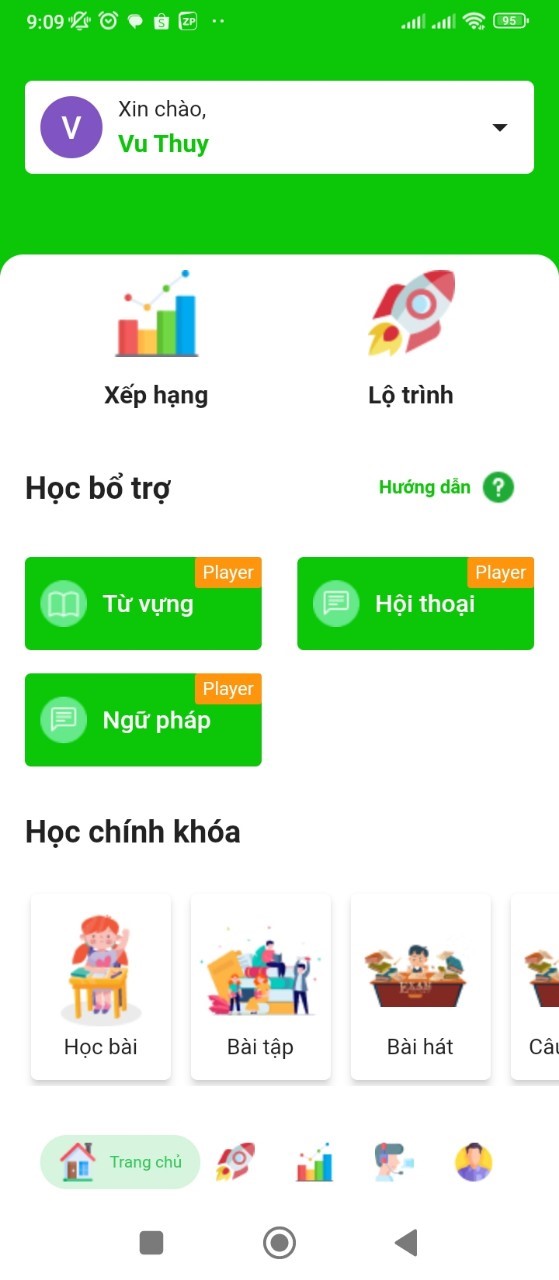 9:09
ZP
95
V
Xin chào,
Vu Thuy
Xếp hạng
Lộ trình
Học bổ trợ
Hướng dẫn
?
Player
Từ vựng
Player
Hội thoại
Player
Ngữ pháp
Học chính khóa
EXAM
Học bài
Bài tập
Bài hát
Trang chủ